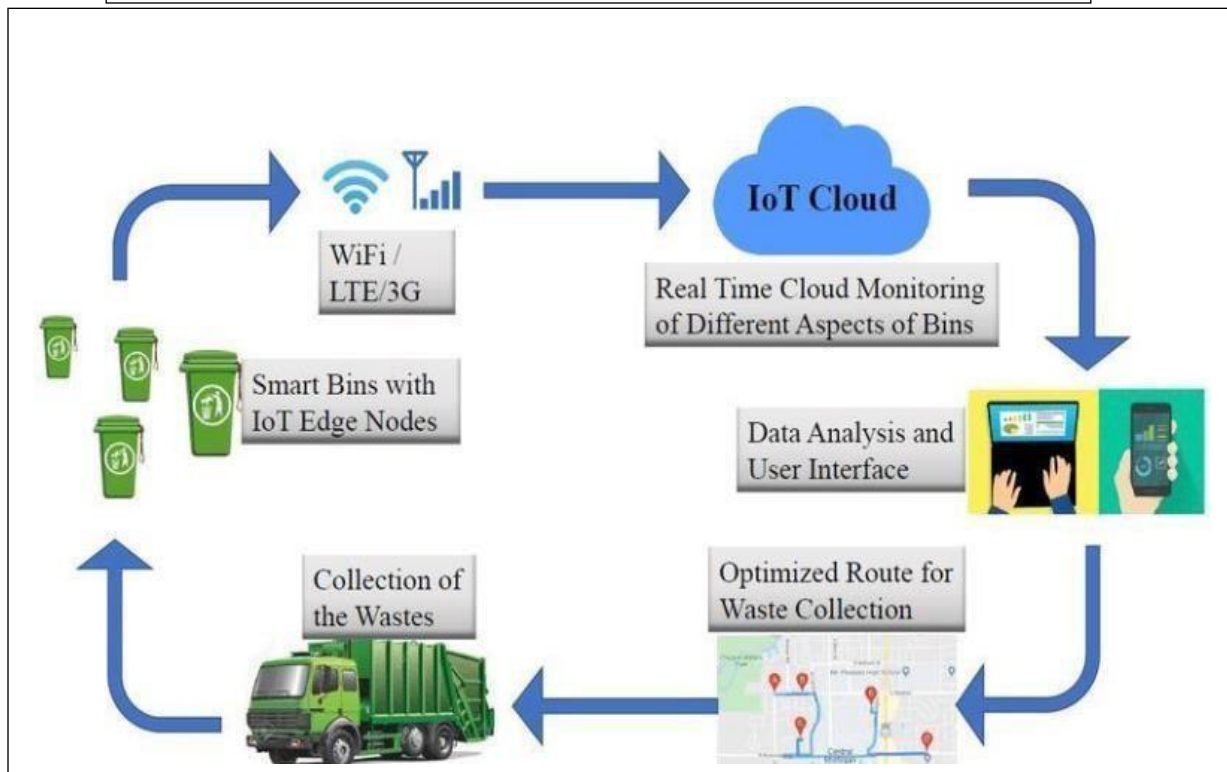 IoT Cloud
WiFi /
LTE/3G
Real Time Cloud Monitoring
of Different Aspects of Bins
Smart Bins with
IoT Edge Nodes
Data Analysis and
User Interface
Collection of
the Wastes
Optimized Route for
Waste Collection
Central